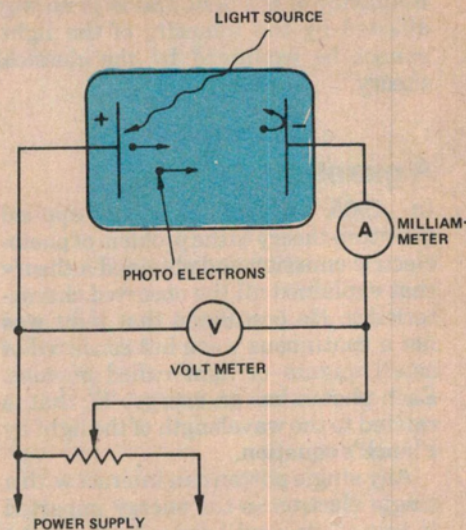 LIGHT SOURCE
+
-
A
MILLIAM-
METER
PHOTO ELECTRONS
V
VOLT METER
POWER SUPPLY